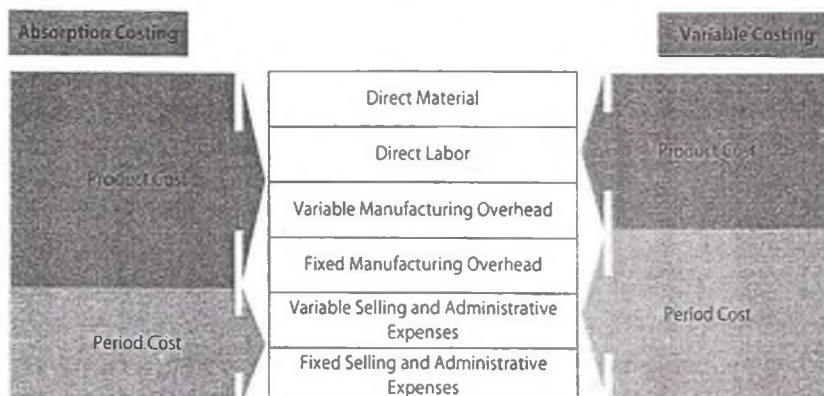 Absorption Costing
Variable Costing
Direct Material
Direct Labor
Variable Manufacturing Overhead
Fixed Manufacturing Overhead
Variable Selling and Administrative
Expenses
Fixed Selling and Administrative
Expenses
Product Cost
Period Cost
Product Cost
Period Cost